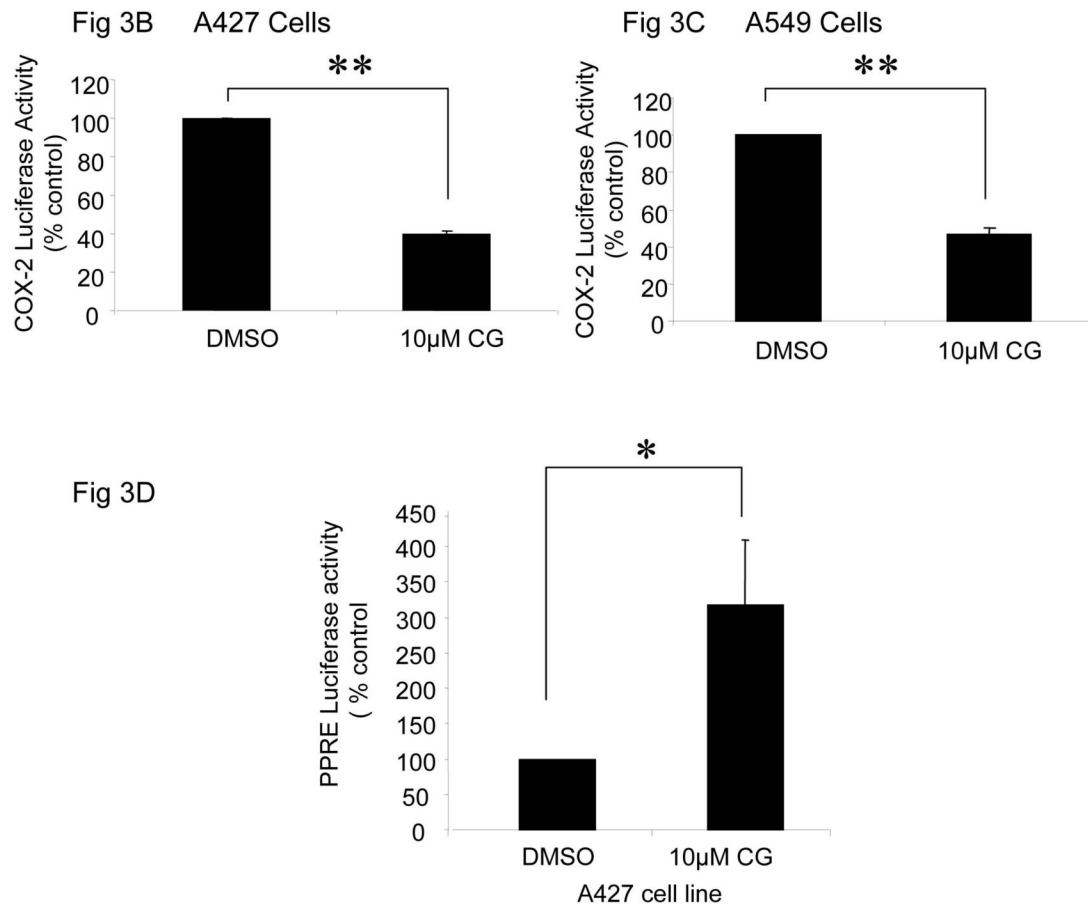 Fig 3B A427 Cells
**
COX-2 Luciferase Activity
(% control)
120
100
80
60
40
20
0
DMSO 10µM CG
Fig 3C A549 Cells
**
COX-2 Luciferase Activity
(% control)
120
100
80
60
40
20
0
DMSO 10µM CG
Fig 3D
*
PPRE Luciferase activity
( % control
450
400
350
300
250
200
150
100
50
0
DMSO 10µM CG
A427 cell line